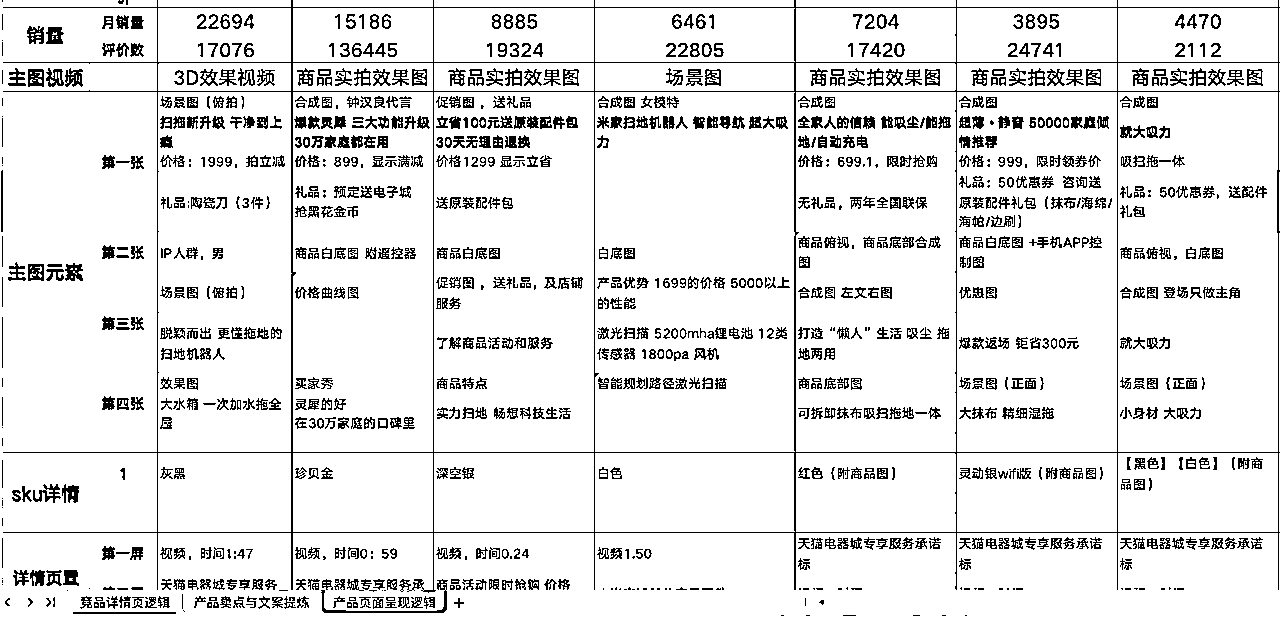 销量 月销量 22694 15186 8885 6461 7204 3895 4470
评价数 17076 136445 19324 22805 17420 24741 2112
主图视频 3D效果视频 商品实拍效果图 商品实拍效果图 场景图 商品实拍效果图 商品实拍效果图 商品实拍效果图
主图元素
第一张
场景图（俯拍）
扫拖新升级 干净到上
瘾
价格：1999，拍立减
礼品:陶瓷刀（3件）
合成图，钟汉良代言
爆款灵犀 三大功能升级
30万家庭都在用
价格：899，显示满减
礼品：预定送电子城
抢黑花金币
促销图 ，送礼品
立省100元送原装配件包
30天无理由退换
价格1299 显示立省
送原装配件包
合成图 女模特
米家扫地机器人 智能导航 超大吸
力
合成图
全家人的信赖 能吸尘/能拖
地/自动充电
价格：699.1，限时抢购
无礼品，两年全国联保
合成图
超薄·静音 50000家庭倾
情推荐
价格：999，限时领券价
礼品：50优惠券 咨询送
原装配件礼包（抹布/海绵/
海帕/边刷）
合成图
就大吸力
吸扫拖一体
礼品：50优惠券，送配件
礼包
第二张
IP人群，男
商品白底图 附遥控器
商品白底图
白底图
商品俯视，商品底部合成
图
商品白底图 +手机APP控
制图
商品俯视，白底图
第三张
场景图（俯拍）
脱颖而出 更懂拖地的
扫地机器人
价格曲线图
促销图 ，送礼品，及店铺
服务
了解商品活动和服务
产品优势 1699的价格 5000以上
的性能
激光扫描 5200mha锂电池 12类
传感器 1800pa 风机
合成图 左文右图
打造“懒人”生活 吸尘 拖
地两用
优惠图
爆款返场 钜省300元
合成图 登场只做主角
就大吸力
第四张
效果图
大水箱 一次加水拖全
屋
买家秀
灵犀的好
在30万家庭的口碑里
商品特点
实力扫地 畅想科技生活
智能规划路径激光扫描
商品底部图
可拆卸抹布吸扫拖地一体
场景图（正面）
大抹布 精细湿拖
场景图（正面）
小身材 大吸力
sku详情 1 灰黑 珍贝金 深空银 白色 红色（附商品图） 灵动银wifi版（附商品图）
【黑色】【白色】（附商
品图）
详情页置
第一屏 视频，时间1:47 视频，时间0：59 视频，时间0.24 视频1.50
天猫电器城专享服务承诺
标
天猫电器城专享服务承诺
标
天猫电器城专享服务承诺
标
天猫电器城专享服务
天猫电器城专享服务承
商品活动限时抢购 价格
竞品详情页逻辑 产品卖点与文案提炼 产品页面呈现逻辑 +